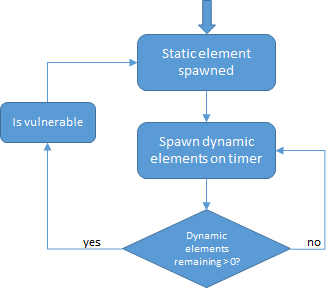 Static element
spawned
Is vulnerable
Spawn dynamic
elements on timer
Dynamic
elements
remaining > 0?
yes
no